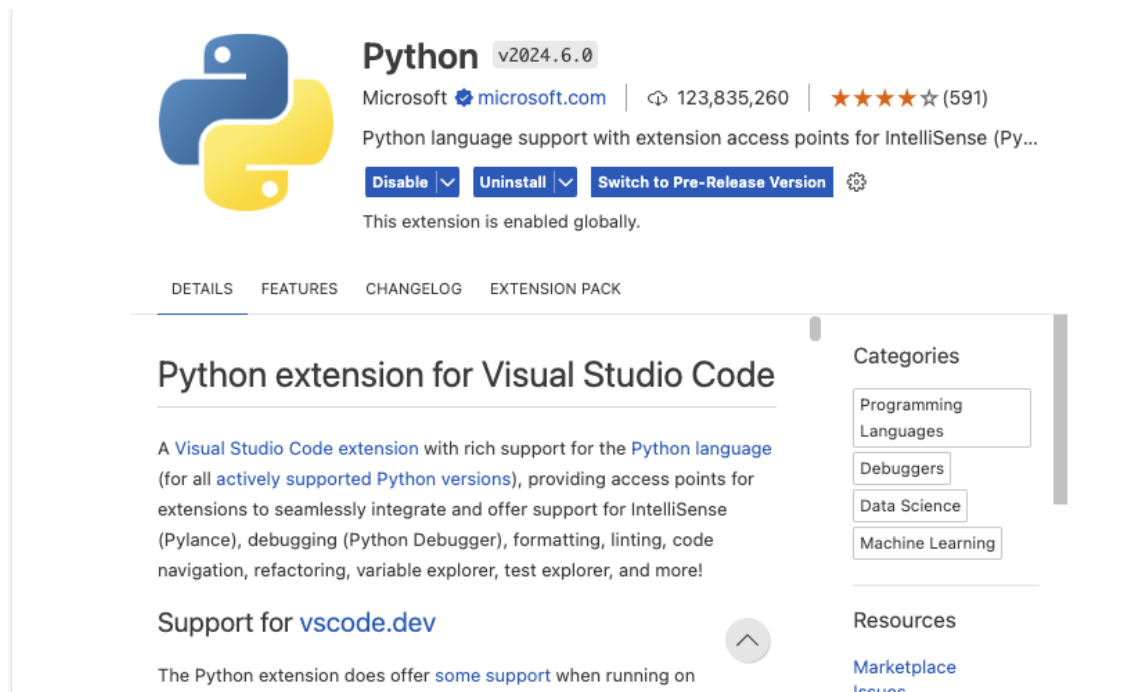 Python v2024.6.0
Microsoft microsoft.com 123,835,260 (591)
Python language support with extension access points for IntelliSense (Py...
Disable Uninstall Switch to Pre-Release Version
This extension is enabled globally.
DETAILS FEATURES CHANGELOG EXTENSION PACK
Python extension for Visual Studio Code
A Visual Studio Code extension with rich support for the Python language
(for all actively supported Python versions), providing access points for
extensions to seamlessly integrate and offer support for IntelliSense
(Pylance), debugging (Python Debugger), formatting, linting, code
navigation, refactoring, variable explorer, test explorer, and more!
Support for vscode.dev
The Python extension does offer some support when running on
Categories
Programming
Languages
Debuggers
Data Science
Machine Learning
Resources
Marketplace
Issues